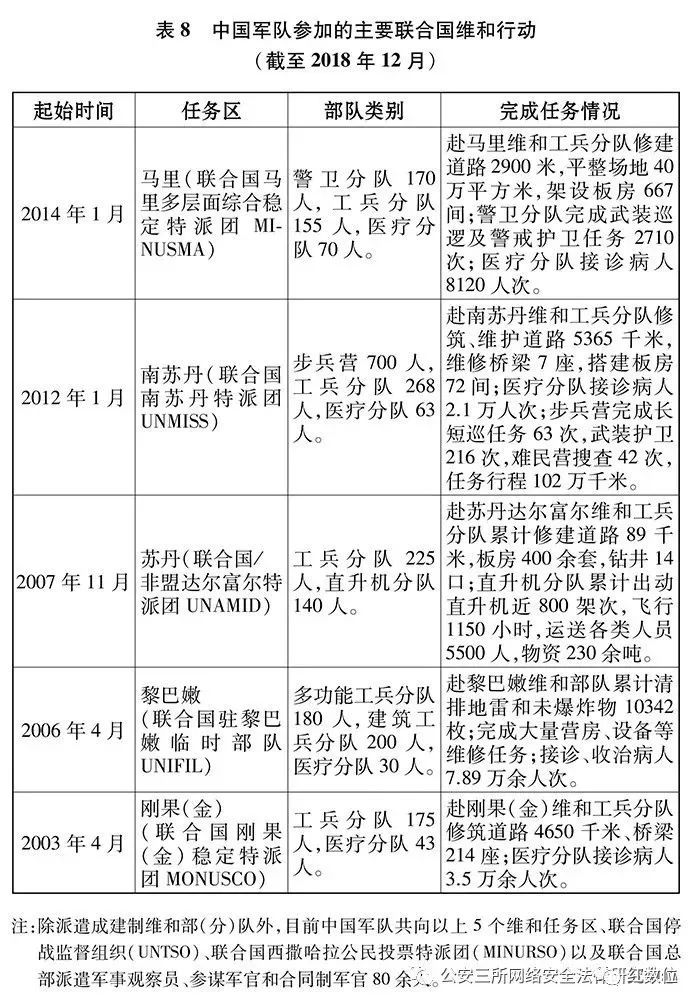 表 8 中国军队参加的主要联合国维和行动
(截至 2018 年 12 月)
起始时间
任务区
部队类别
完成任务情况
2014 年 1 月
马里(联合国马
里多层面综合稳
定特派团 MI-
NUSMA)
警卫分队 170
人,工兵分队
155 人,医疗分
队 70 人。
赴马里维和工兵分队修建
道路 2900 米,平整场地 40
万平方米,架设板房 667
间;警卫分队完成武装巡
逻及警戒护卫任务 2710
次;医疗分队接诊病人
8120 人次。
2012 年 1 月
南苏丹(联合国
南苏丹特派团
UNMISS)
步兵营 700 人,
工兵分队 268
人,医疗分队 63
人。
赴南苏丹维和工兵分队修
筑、维护道路 5365 千米,
维修桥梁 7 座,搭建板房
72 间;医疗分队接诊病人
2.1 万人次;步兵营完成长
短巡任务 63 次,武装护卫
216 次,难民营搜查 42 次,
任务行程 102 万千米。
2007 年 11 月
苏丹(联合国/
非盟达尔富尔特
派团 UNAMID)
工兵分队 225
人,直升机分队
140 人。
赴苏丹达尔富尔维和工兵
分队累计修建道路 89 千
米,板房 400 余套,钻井 14
口;直升机分队累计出动
直升机近 800 架次,飞行
1150 小时,运送各类人员
5500 人,物资 230 余吨。
2006 年 4 月
黎巴嫩
(联合国驻黎巴
嫩临时部队
UNIFIL)
多功能工兵分队
180 人,建筑工
兵分队 200 人,
医疗分队 30 人。
赴黎巴嫩维和部队累计清
排地雷和未爆炸物 10342
枚;完成大量营房、设备等
维修任务;接诊、收治病人
7.89 万余人次。
2003 年 4 月
刚果(金)
(联合国刚果
(金)稳定特派
团 MONUSCO)
工兵分队 175
人,医疗分队 43
人。
赴刚果(金)维和工兵分队
修筑道路 4650 千米、桥梁
214 座;医疗分队接诊病人
3.5 万余人次。
注:除派遣成建制维和部(分)队外,目前中国军队共向以上 5 个维和任务区、联合国停
战监督组织(UNTSO)、联合国西撒哈拉公民投票特派团(MINURSO)以及联合国总
部派遣军事观察员、参谋军官和合同制军官 80 余人。
公安三所网络安全法